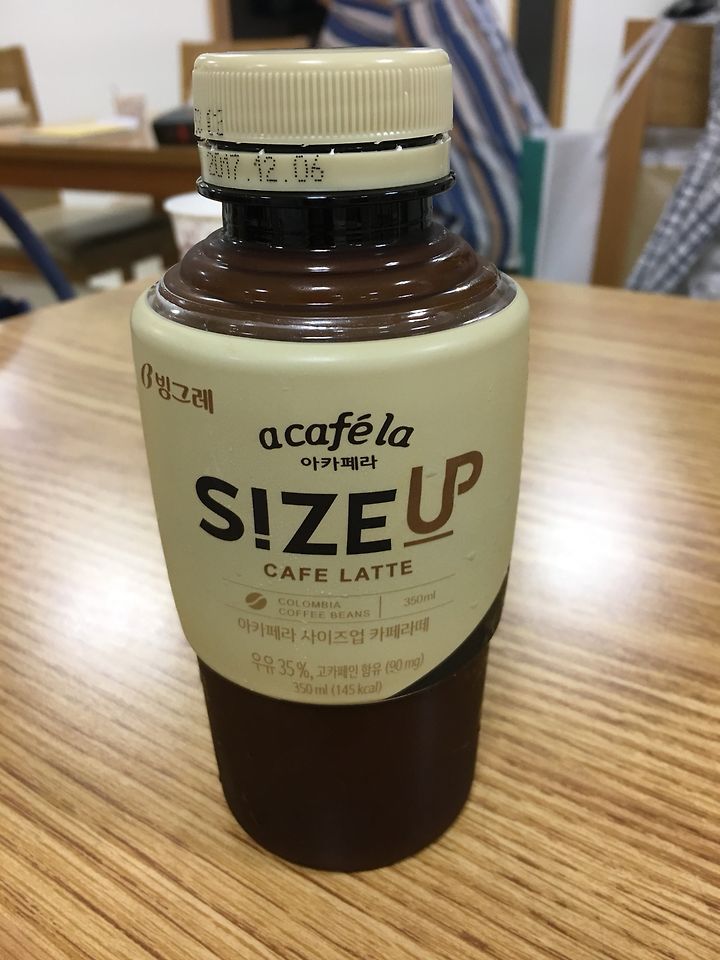 2017.12.06
빙그레
acaféla
아카페라
S!ZE UP
CAFE LATTE
COLOMBIA
COFFEE BEANS
350ml
아카페라 사이즈업 카페라떼
우유 35%, 고카페인 함유 (90 mg)
350 ml (145 kcal)